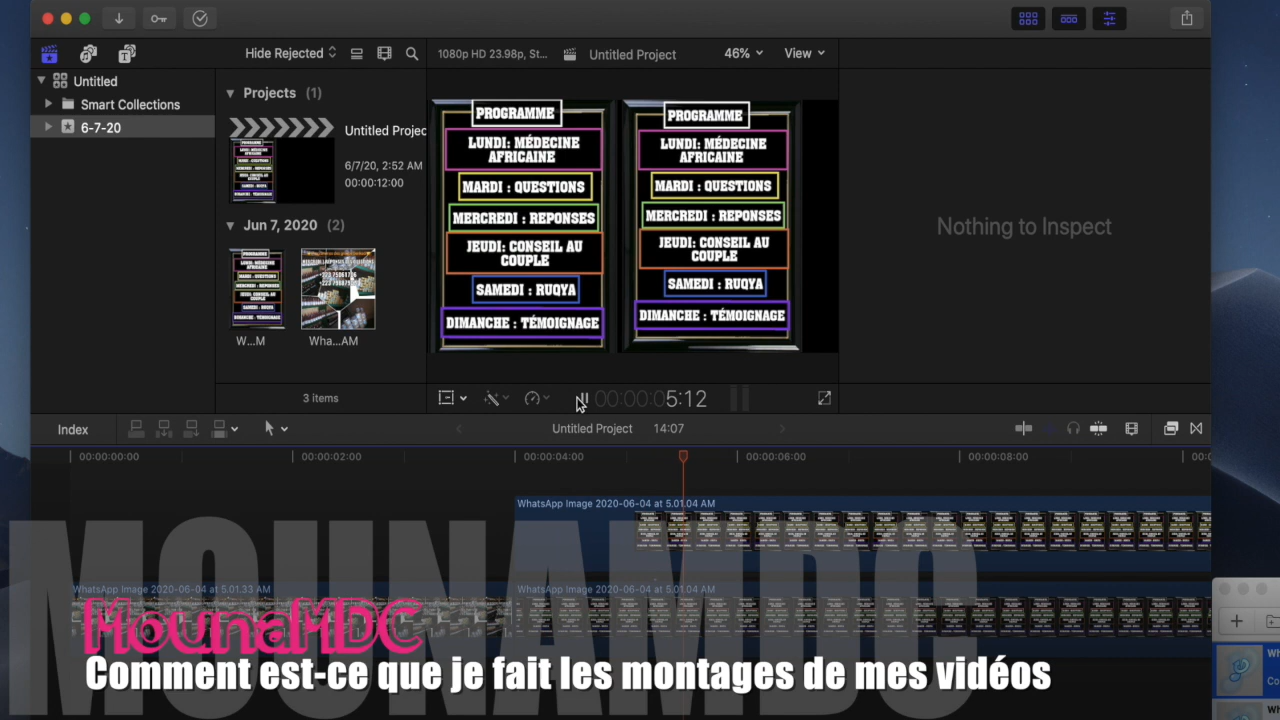 Hide Rejected
1080p HD 23.98p, St...
Untitled Project
46%
View
Untitled
Smart Collections
6-7-20
Projects (1)
Untitled Projec
6/7/20, 2:52 AM
00:00:12:00
Jun 7, 2020 (2)
W...M
Wha...AM
3 items
PROGRAMME
LUNDI: MÉDECINE
AFRICAINE
MARDI : QUESTIONS
MERCREDI : REPONSES
JEUDI: CONSEIL AU
COUPLE
SAMEDI : RUQYA
DIMANCHE : TÉMOIGNAGE
PROGRAMME
LUNDI: MÉDECINE
AFRICAINE
MARDI : QUESTIONS
MERCREDI : REPONSES
JEUDI: CONSEIL AU
COUPLE
SAMEDI : RUQYA
DIMANCHE : TÉMOIGNAGE
Nothing to Inspect
00:00:05:12
Index
Untitled Project
14:07
00:00:00:00
00:00:02:00
00:00:04:00
00:00:06:00
00:00:08:00
00:0
WhatsApp Image 2020-06-04 at 5.01.04 AM
WhatsApp Image 2020-06-04 at 5.01.33 AM
WhatsApp Image 2020-06-04 at 5.01.04 AM
MOUNAMDC
MounaMDC
Comment est-ce que je fait les montages de mes vidéos
Wh
Co